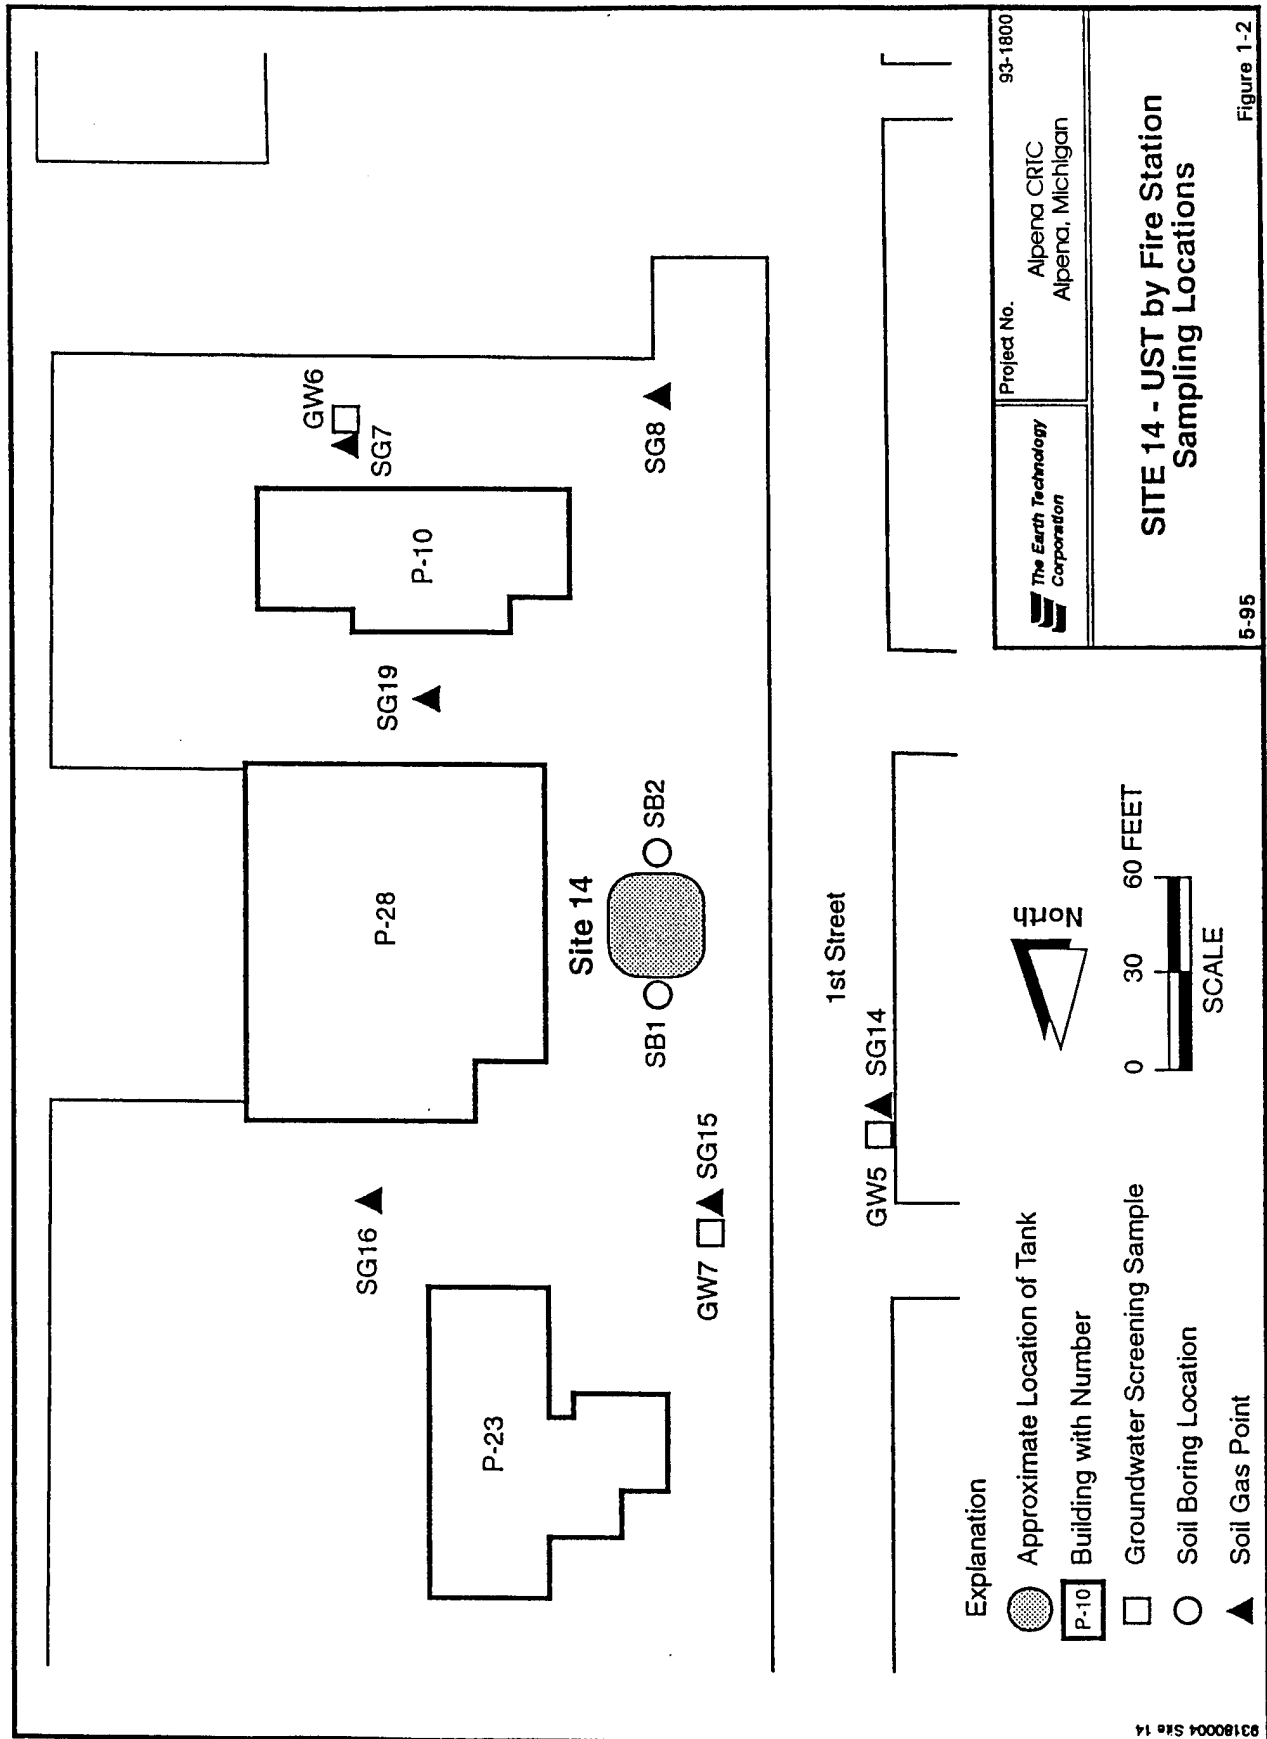 GW6
SG7
SG8
P-10
SG19
P-28
Site 14
SB1
SB2
SG16
GW7
SG15
P-23
1st Street
GW5
SG14
North
0 30 60 FEET
SCALE
Explanation
Approximate Location of Tank
P-10
Building with Number
Groundwater Screening Sample
Soil Boring Location
Soil Gas Point
The Earth Technology
Corporation
Project No.
93-1800
Alpena CRTC
Alpena, Michigan
SITE 14 - UST by Fire Station
Sampling Locations
5-95
Figure 1-2
93180004 Site 14